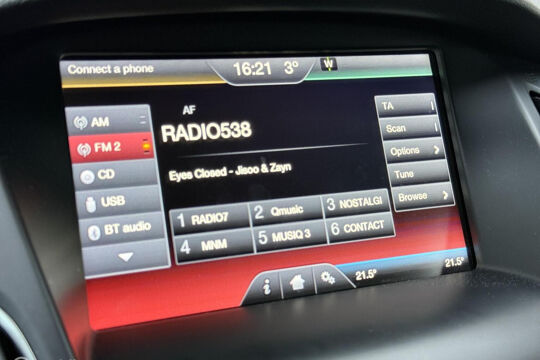 Connect a phone
16:21 3°
W
AM
FM 2
CD
USB
BT audio
AF
RADIO538
Eyes Closed - Jisoo & Zayn
1 RADIO7
2 Qmusic
3 NOSTALGI
4 MNM
5 MUSIQ 3
6 CONTACT
TA
Scan
Options
Tune
Browse
i
21.5°
21.5°